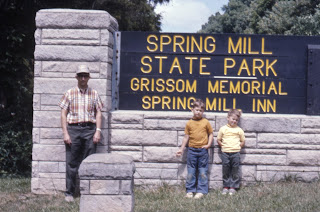 SPRING MILL
STATE PARK
GRISSOM MEMORIAL
SPRING MILL INN